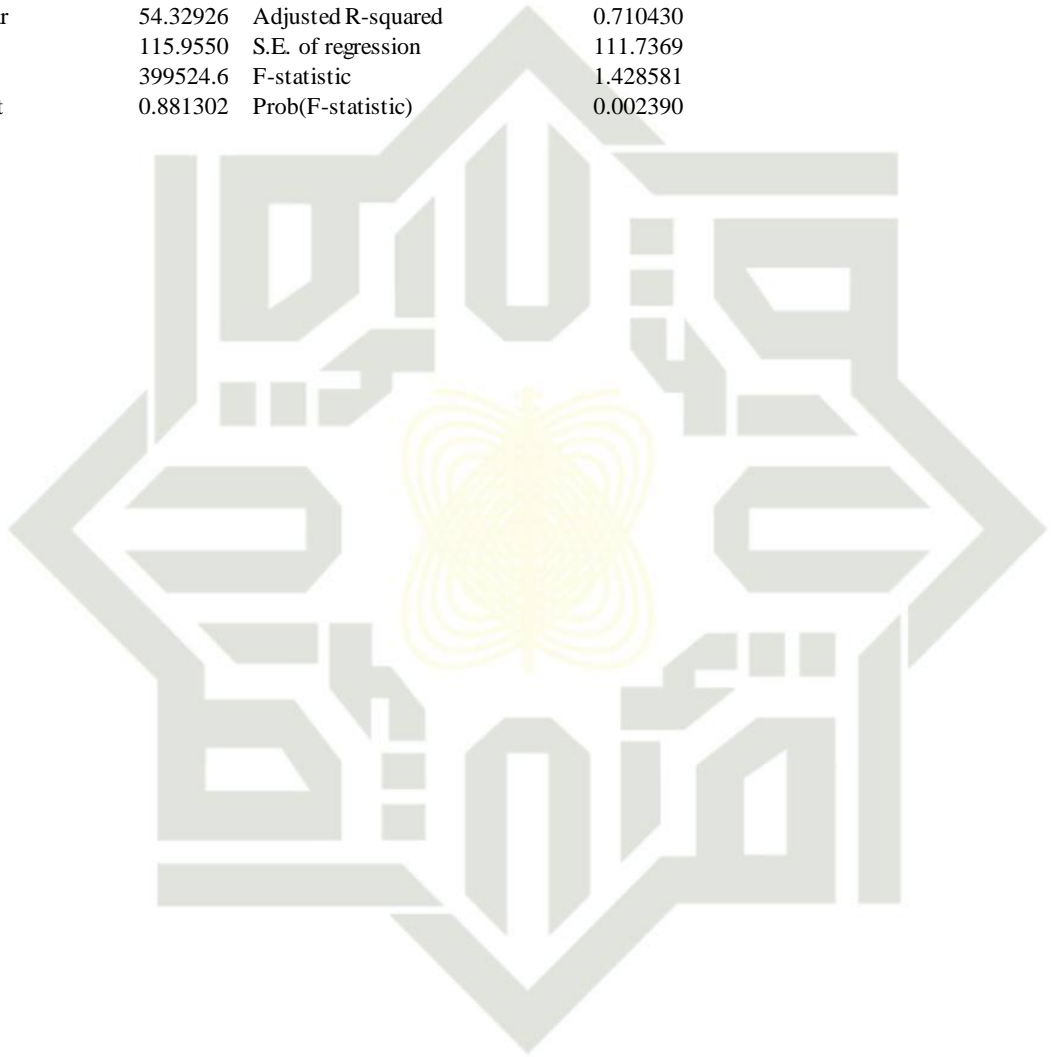 r 54.32926 Adjusted R-squared 0.710430
115.9550 S.E. of regression 111.7369
399524.6 F-statistic 1.428581
t 0.881302 Prob(F-statistic) 0.002390